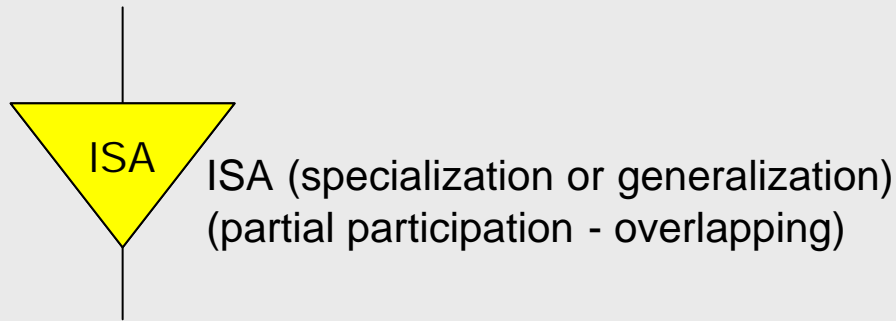 ISA
ISA (specialization or generalization)
(partial participation - overlapping)